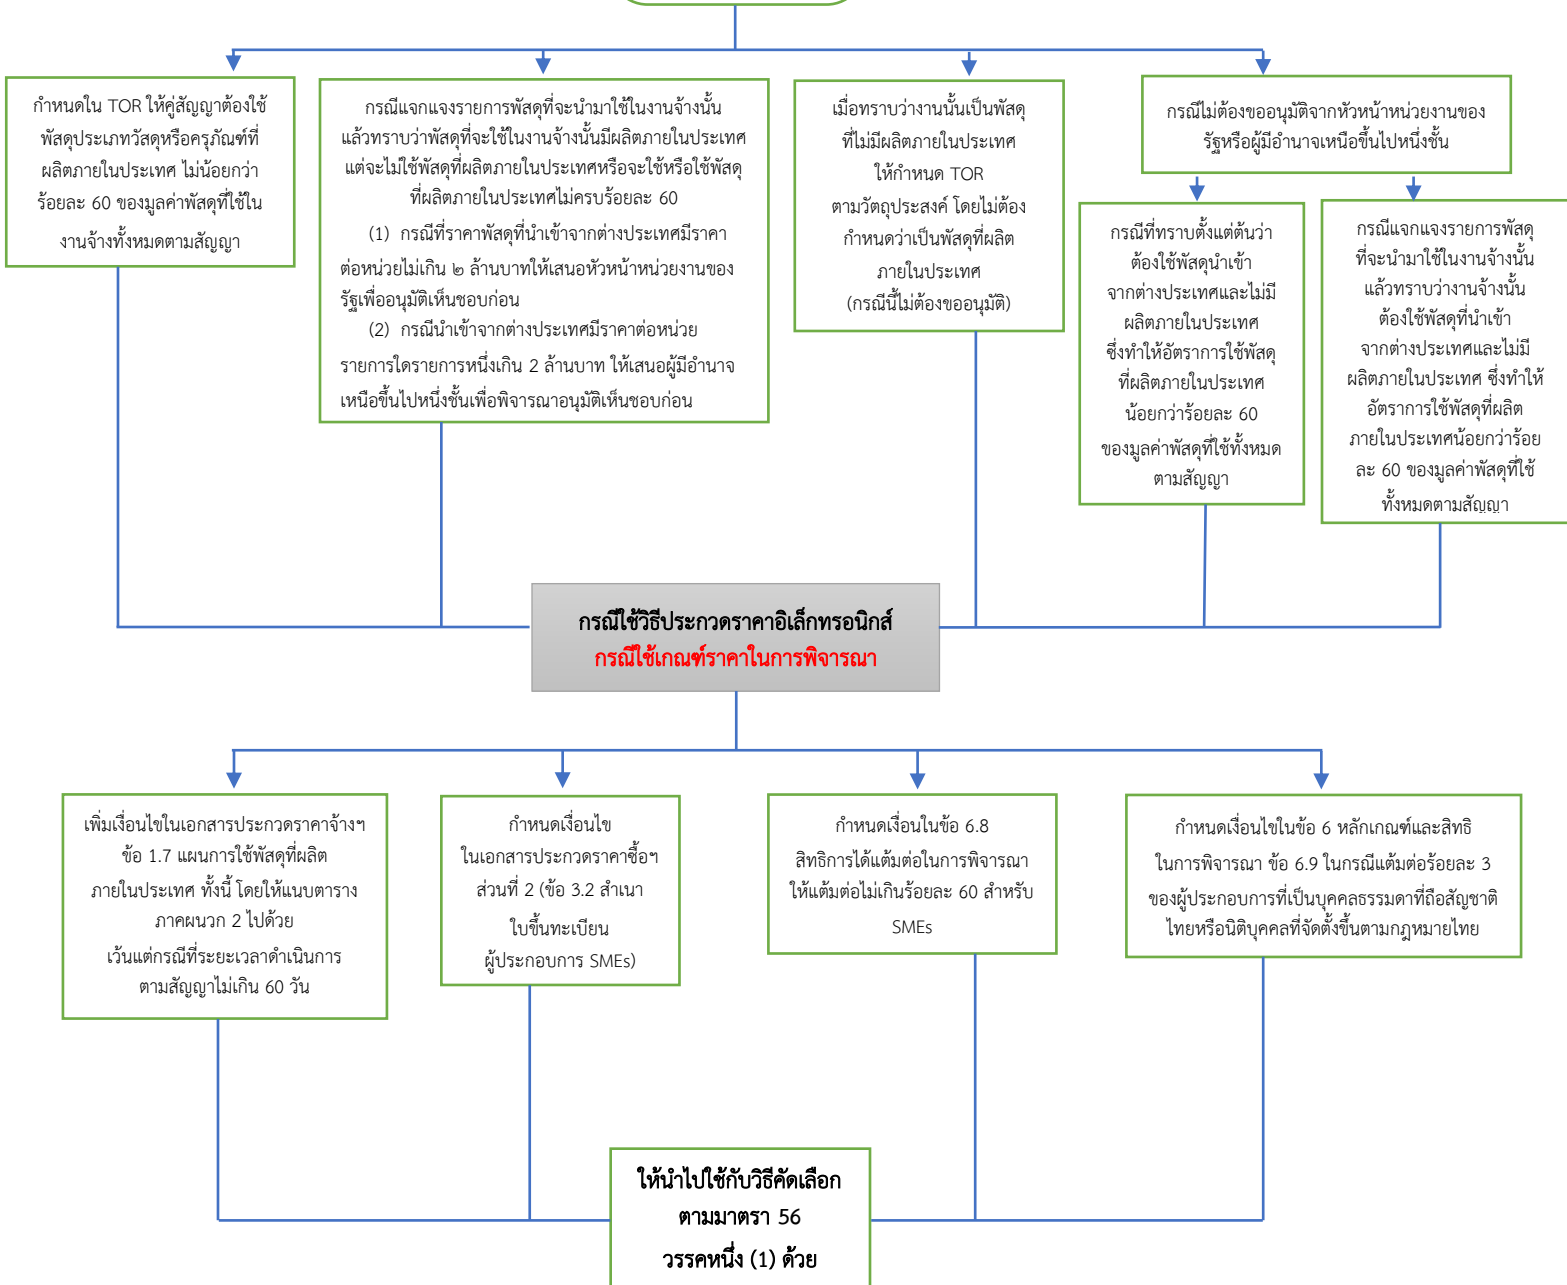 กำหนดใน TOR ให้คู่สัญญาต้องใช้
พัสดุประเภทวัสดุหรือครุภัณฑ์ที่
ผลิตภายในประเทศ ไม่น้อยกว่า
ร้อยละ 60 ของมูลค่าพัสดุที่ใช้ใน
งานจ้างทั้งหมดตามสัญญา
กรณีแจกแจงรายการพัสดุที่จะนำมาใช้ในงานจ้างนั้น
แล้วทราบว่าพัสดุที่จะใช้ในงานจ้างนั้นมีผลิตภายในประเทศ
แต่จะไม่ใช้พัสดุที่ผลิตภายในประเทศหรือจะใช้หรือใช้พัสดุ
ที่ผลิตภายในประเทศไม่ครบร้อยละ 60
(1) กรณีที่ราคาพัสดุที่นำเข้าจากต่างประเทศมีราคา
ต่อหน่วยไม่เกิน ๒ ล้านบาทให้เสนอหัวหน้าหน่วยงานของ
รัฐเพื่ออนุมัติเห็นชอบก่อน
(2) กรณีนำเข้าจากต่างประเทศมีราคาต่อหน่วย
รายการใดรายการหนึ่งเกิน 2 ล้านบาท ให้เสนอผู้มีอำนาจ
เหนือขึ้นไปหนึ่งชั้นเพื่อพิจารณาอนุมัติเห็นชอบก่อน
เมื่อทราบว่างานนั้นเป็นพัสดุ
ที่ไม่มีผลิตภายในประเทศ
ให้กำหนด TOR
ตามวัตถุประสงค์ โดยไม่ต้อง
กำหนดว่าเป็นพัสดุที่ผลิต
ภายในประเทศ
(กรณีนี้ไม่ต้องขออนุมัติ)
กรณีไม่ต้องขออนุมัติจากหัวหน้าหน่วยงานของ
รัฐหรือผู้มีอำนาจเหนือขึ้นไปหนึ่งชั้น
กรณีที่ทราบตั้งแต่ต้นว่า
ต้องใช้พัสดุนำเข้า
จากต่างประเทศและไม่มี
ผลิตภายในประเทศ
ซึ่งทำให้อัตราการใช้พัสดุ
ที่ผลิตภายในประเทศ
น้อยกว่าร้อยละ 60
ของมูลค่าพัสดุที่ใช้ทั้งหมด
ตามสัญญา
กรณีแจกแจงรายการพัสดุ
ที่จะนำมาใช้ในงานจ้างนั้น
แล้วทราบว่างานจ้างนั้น
ต้องใช้พัสดุที่นำเข้า
จากต่างประเทศและไม่มี
ผลิตภายในประเทศ ซึ่งทำให้
อัตราการใช้พัสดุที่ผลิต
ภายในประเทศน้อยกว่าร้อย
ละ 60 ของมูลค่าพัสดุที่ใช้
ทั้งหมดตามสัญญา
กรณีใช้วิธีประกวดราคาอิเล็กทรอนิกส์
กรณีใช้เกณฑ์ราคาในการพิจารณา
เพิ่มเงื่อนไขในเอกสารประกวดราคาจ้างฯ
ข้อ 1.7 แผนการใช้พัสดุที่ผลิต
ภายในประเทศ ทั้งนี้ โดยให้แนบตาราง
ภาคผนวก 2 ไปด้วย
เว้นแต่กรณีที่ระยะเวลาดำเนินการ
ตามสัญญาไม่เกิน 60 วัน
กำหนดเงื่อนไข
ในเอกสารประกวดราคาซื้อฯ
ส่วนที่ 2 (ข้อ 3.2 สำเนา
ใบขึ้นทะเบียน
ผู้ประกอบการ SMEs)
กำหนดเงื่อนในข้อ 6.8
สิทธิการได้แต้มต่อในการพิจารณา
ให้แต้มต่อไม่เกินร้อยละ 60 สำหรับ
SMEs
กำหนดเงื่อนไขในข้อ 6 หลักเกณฑ์และสิทธิ
ในการพิจารณา ข้อ 6.9 ในกรณีแต้มต่อร้อยละ 3
ของผู้ประกอบการที่เป็นบุคคลธรรมดาที่ถือสัญชาติ
ไทยหรือนิติบุคคลที่จัดตั้งขึ้นตามกฎหมายไทย
ให้นำไปใช้กับวิธีคัดเลือก
ตามมาตรา 56
วรรคหนึ่ง (1) ด้วย